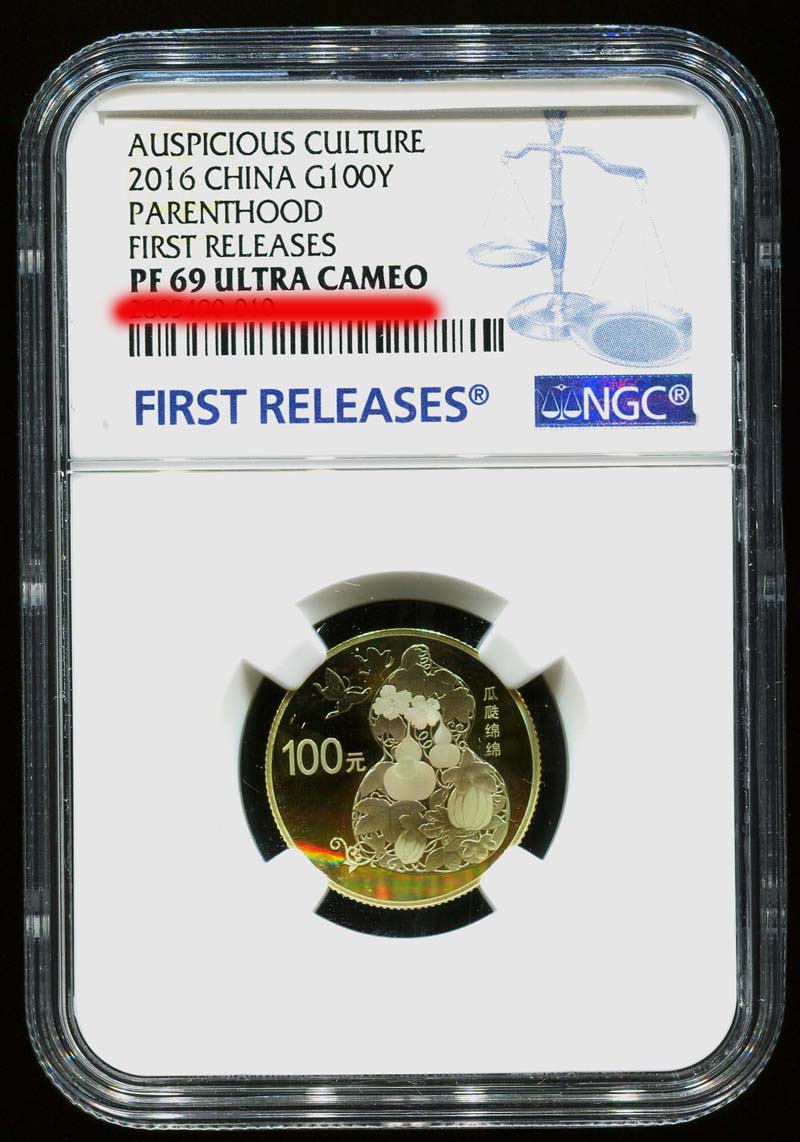 AUSPICIOUS CULTURE
2016 CHINA G100Y
PARENTHOOD
FIRST RELEASES
PF 69 ULTRA CAMEO
FIRST RELEASES®
NGC®
100元
瓜瓞绵绵